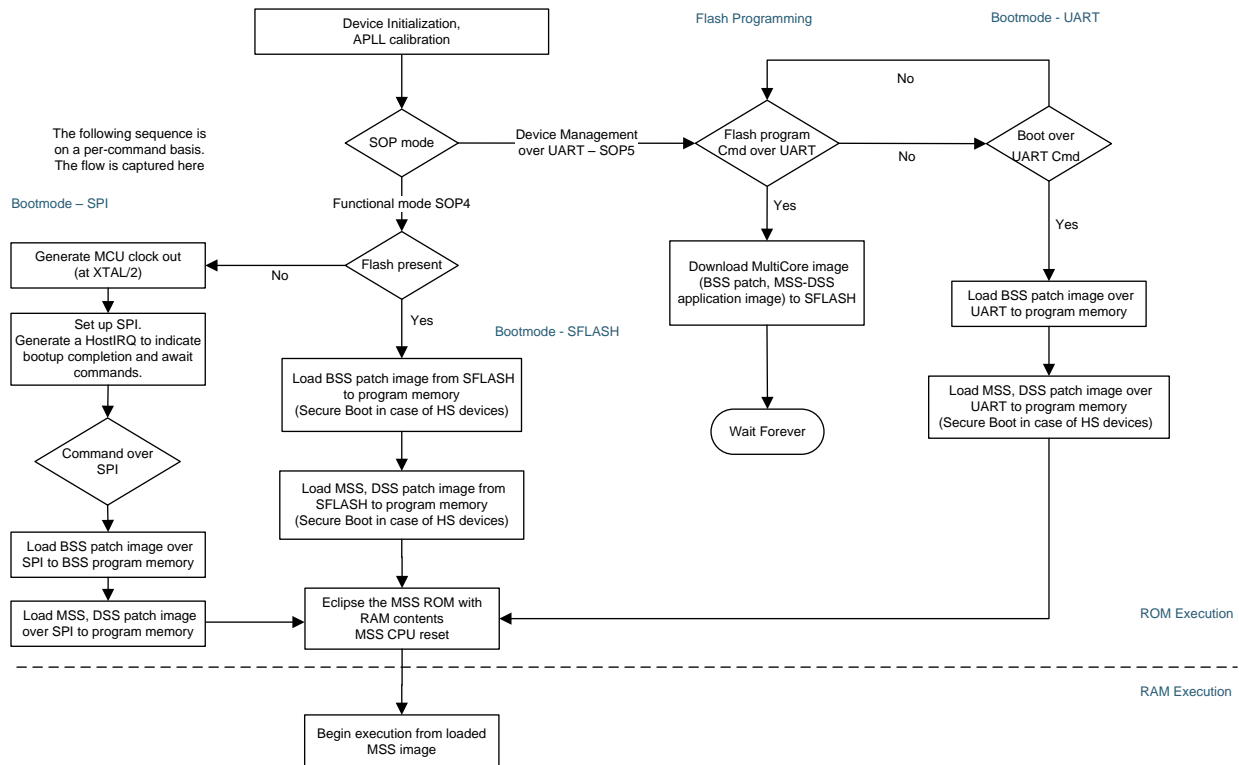 Device Initialization,
APLL calibration
Flash Programming
Bootmode - UART
No
The following sequence is
on a per-command basis.
The flow is captured here
SOP mode
Device Management
over UART – SOP5
Flash program
Cmd over UART
No
Boot over
UART Cmd
Bootmode – SPI
Functional mode SOP4
Yes
Yes
Generate MCU clock out
(at XTAL/2)
No
Flash present
Download MultiCore image
(BSS patch, MSS-DSS
application image) to SFLASH
Load BSS patch image over
UART to program memory
Set up SPI.
Generate a HostIRQ to indicate
bootup completion and await
commands.
Yes
Bootmode - SFLASH
Load BSS patch image from SFLASH
to program memory
(Secure Boot in case of HS devices)
Load MSS, DSS patch image over
UART to program memory
(Secure Boot in case of HS devices)
Wait Forever
Command over
SPI
Load MSS, DSS patch image from
SFLASH to program memory
(Secure Boot in case of HS devices)
Load BSS patch image over
SPI to BSS program memory
Load MSS, DSS patch image
over SPI to program memory
Eclipse the MSS ROM with
RAM contents
MSS CPU reset
ROM Execution
RAM Execution
Begin execution from loaded
MSS image